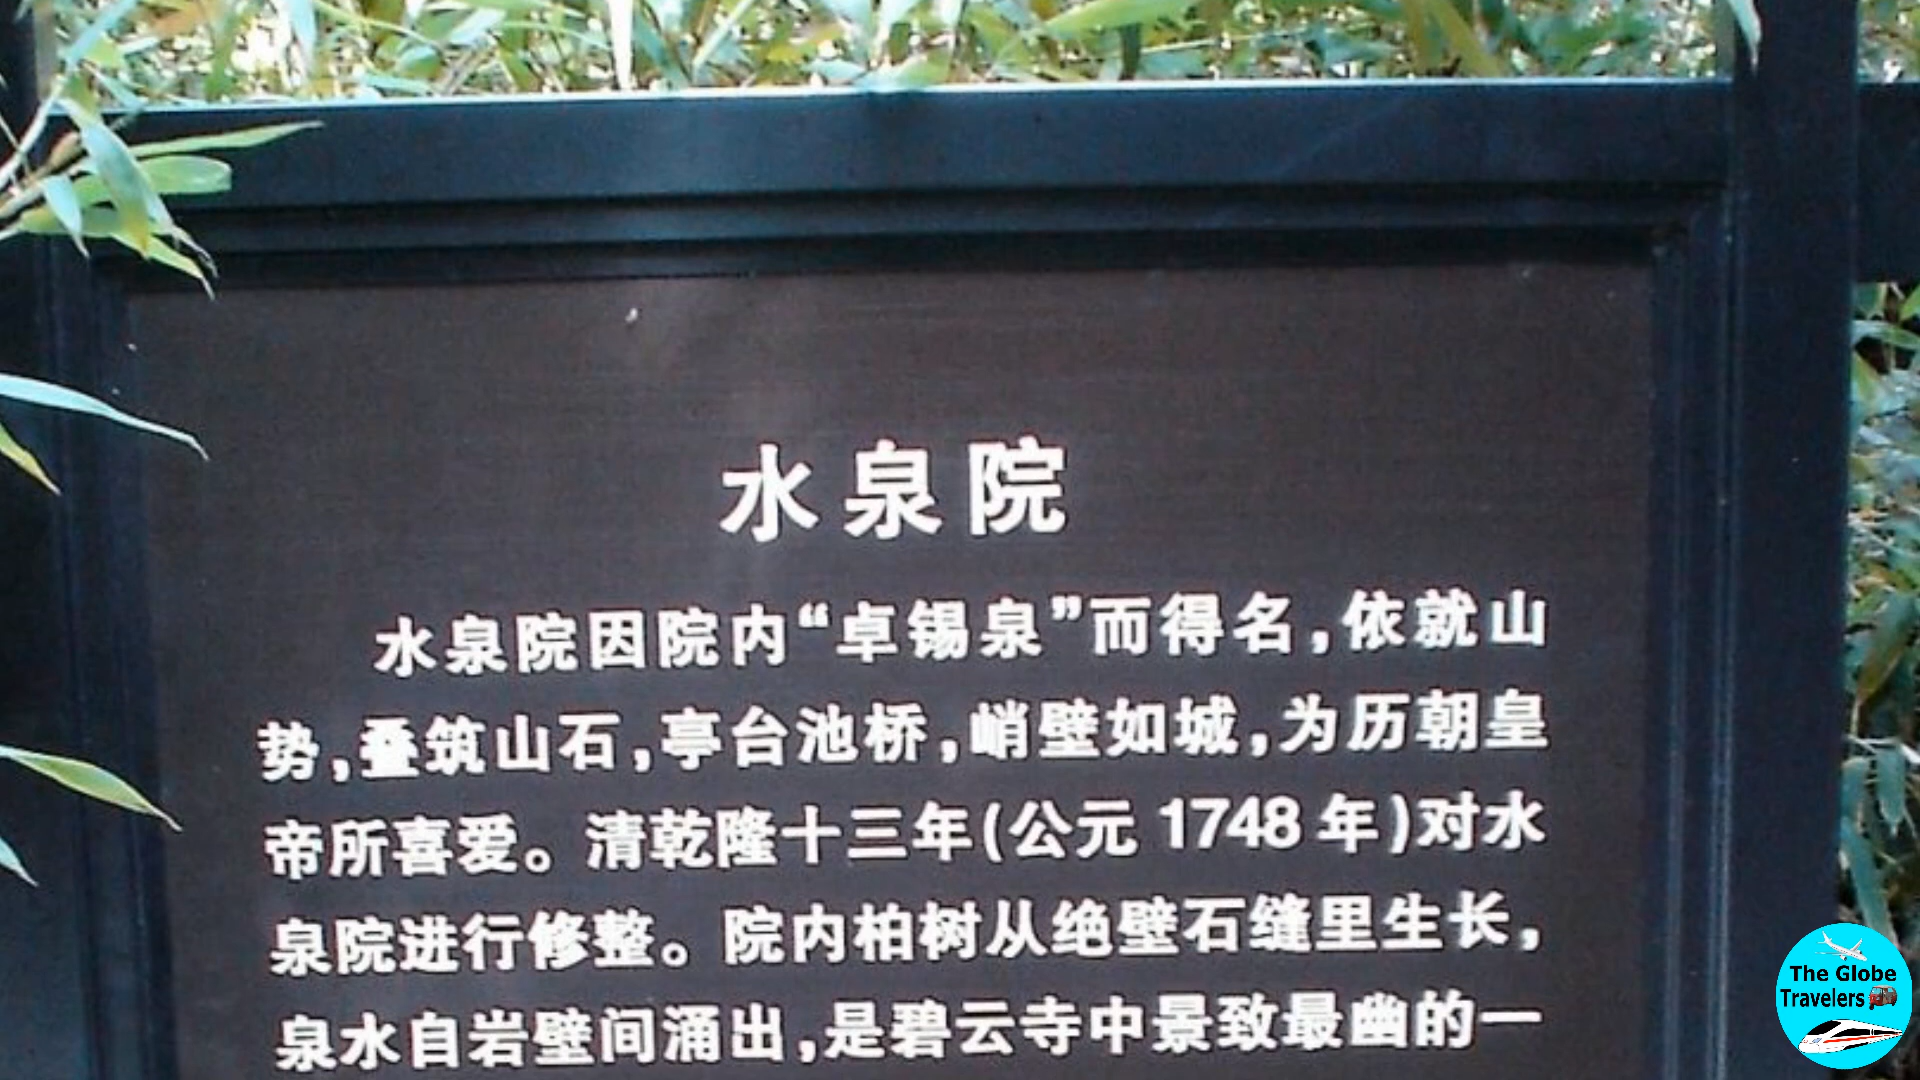 水泉院
水泉院因院内“卓锡泉”而得名,依就山
势,叠筑山石,亭台池桥,峭壁如城,为历朝皇
帝所喜爱。清乾隆十三年(公元 1748 年)对水
泉院进行修整。院内柏树从绝壁石缝里生长,
泉水自岩壁间涌出,是碧云寺中景致最幽的一
The Globe
Travelers